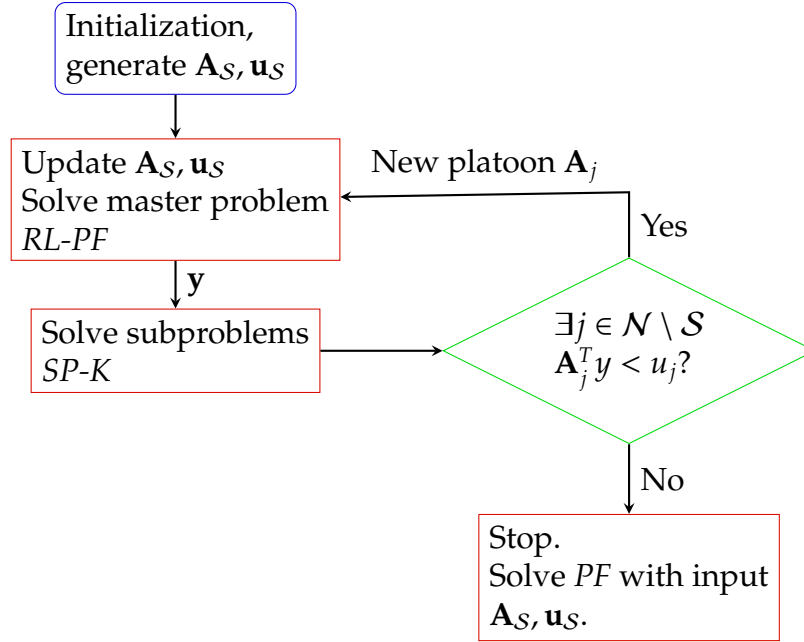 Initialization,
generate A_S, u_S
Update A_S, u_S
Solve master problem
RL-PF
New platoon A_j
Yes
y
Solve subproblems
SP-K
∃j ∈ N \ S
A_j^T y < u_j?
No
Stop.
Solve PF with input
A_S, u_S.